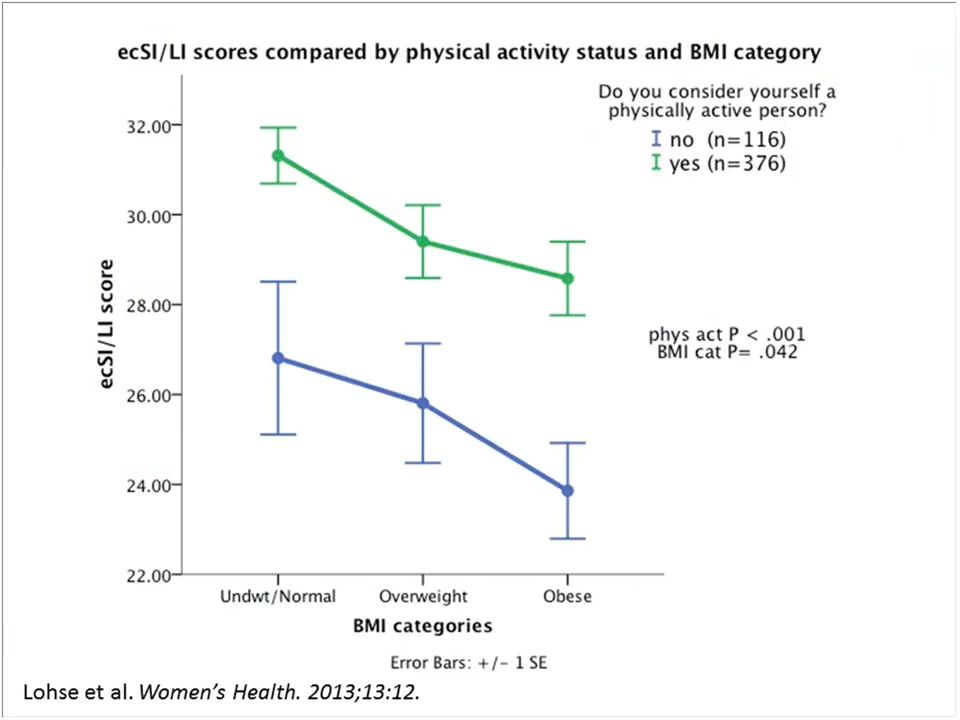 ecSI/LI scores compared by physical activity status and BMI category
Do you consider yourself a
physically active person?
no (n=116)
yes (n=376)
32.00
30.00
28.00
26.00
24.00
22.00
ecSI/LI score
phys act P < .001
BMI cat P= .042
Undwt/Normal Overweight Obese
BMI categories
Error Bars: +/- 1 SE
Lohse et al. Women's Health. 2013;13:12.